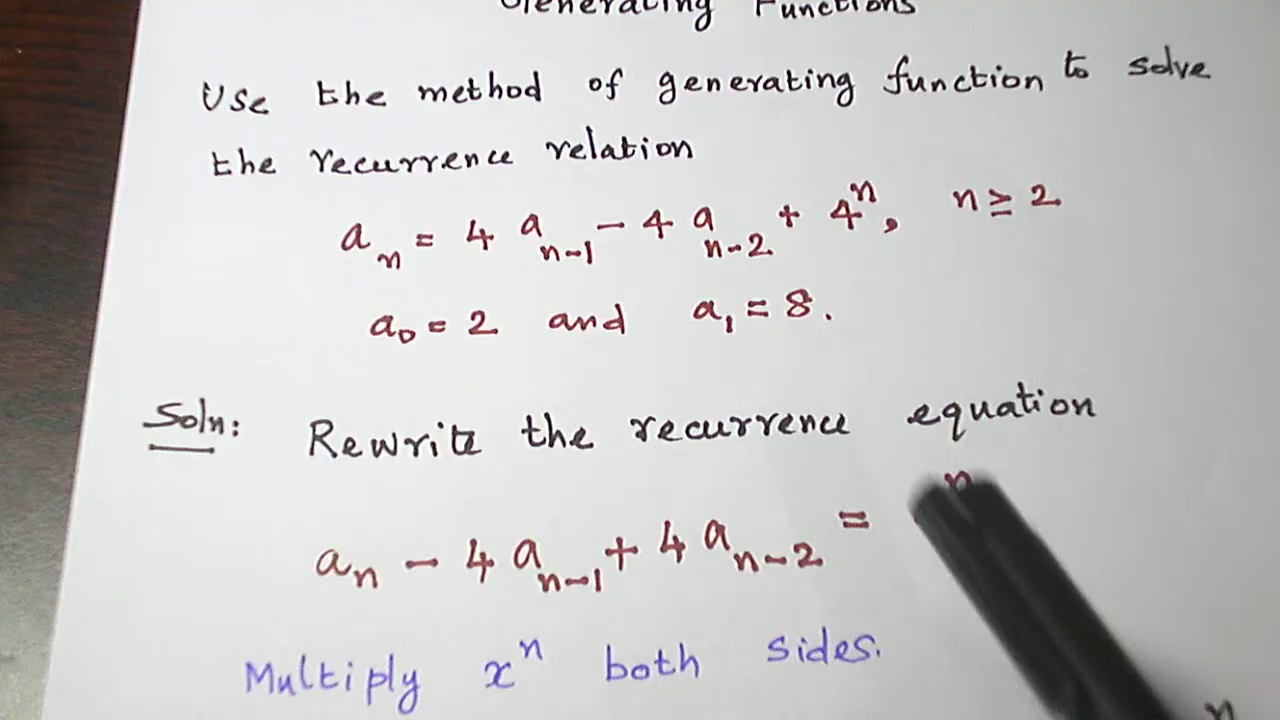 Generating Functions
Use the method of generating function to solve
the recurrence relation
aₙ = 4 aₙ₋₁ - 4 aₙ₋₂ + 4ⁿ, n ≥ 2
a₀ = 2 and a₁ = 8.
Soln: Rewrite the recurrence equation
aₙ - 4 aₙ₋₁ + 4 aₙ₋₂ = ⁿ
Multiply xⁿ both sides.
n